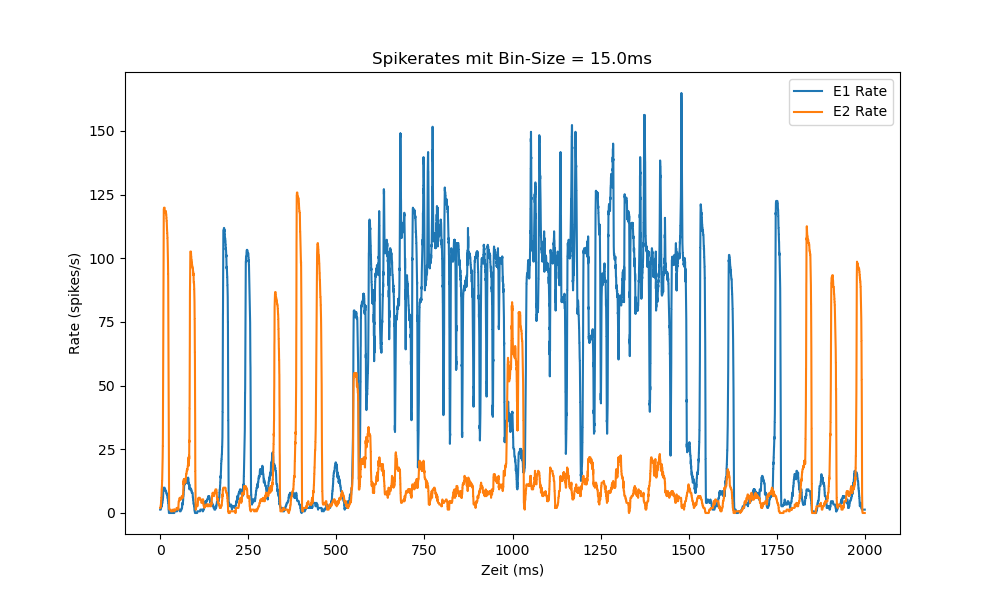 Spikerates mit Bin-Size = 15.0ms
E1 Rate
E2 Rate
Rate (spikes/s)
150
125
100
75
50
25
0
0 250 500 750 1000 1250 1500 1750 2000
Zeit (ms)